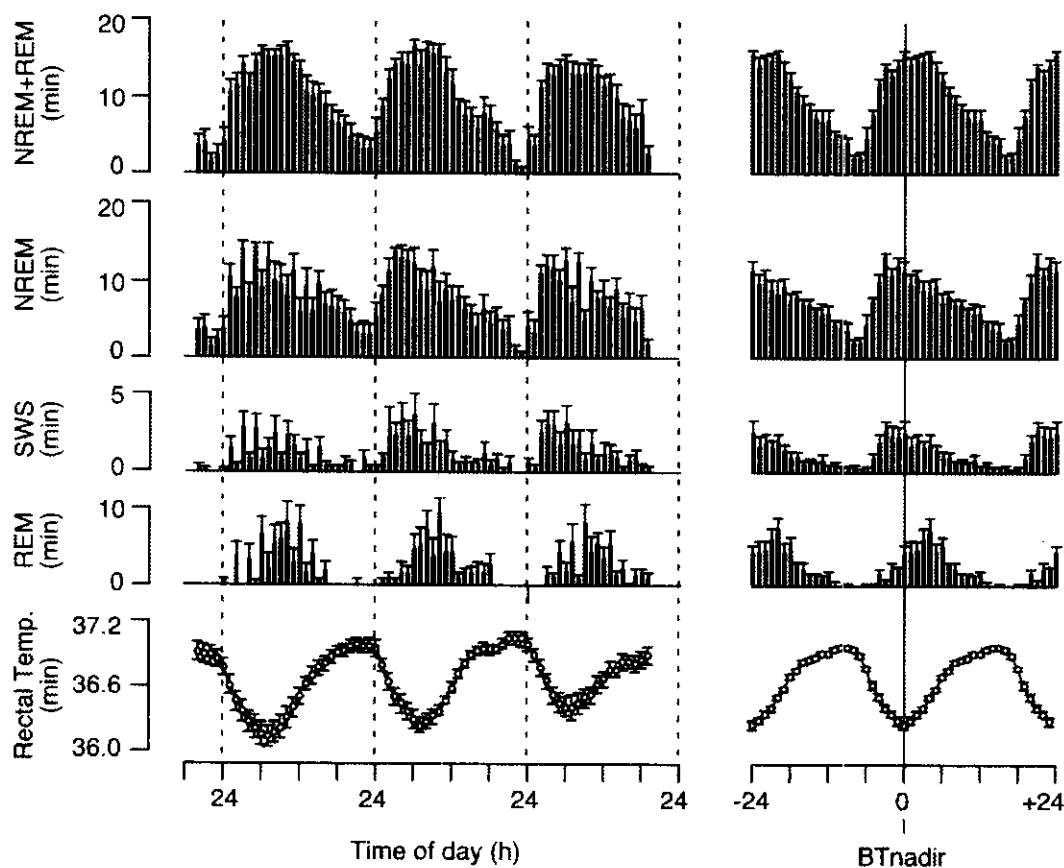 20
10
0
NREM+REM
(min)
20
10
0
NREM
(min)
5
0
SWS
(min)
10
0
REM
(min)
37.2
36.6
36.0
Rectal Temp.
(min)
24 24 24 24
Time of day (h)
-24 0 +24
BTnadir